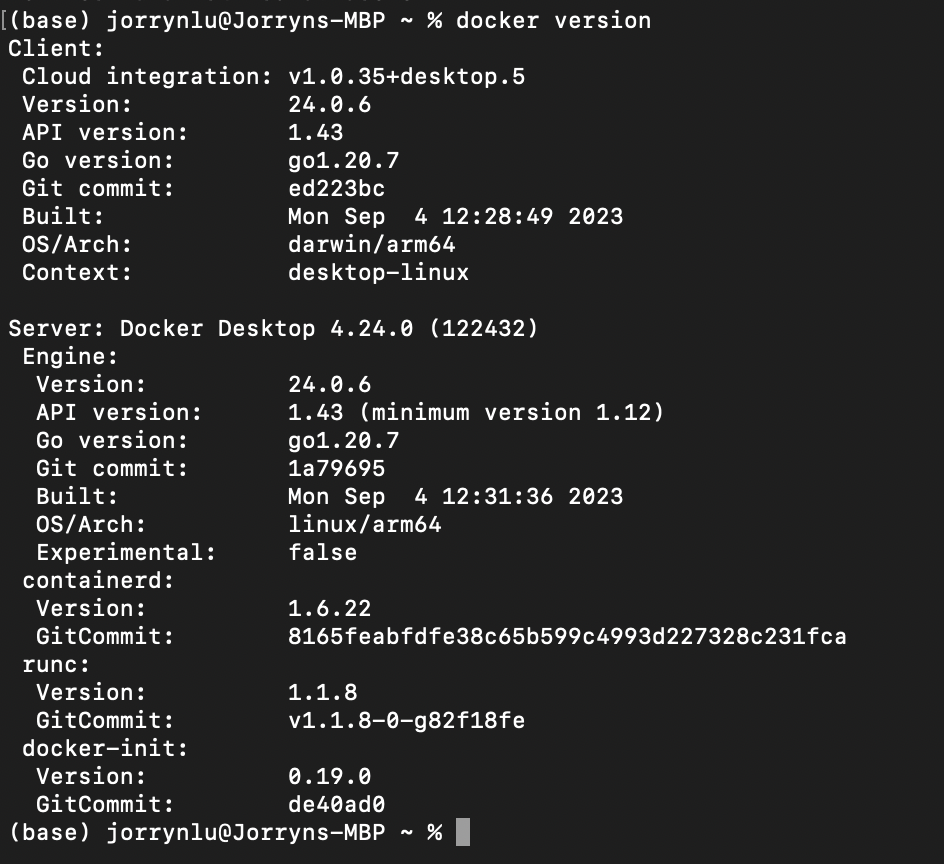 [(base) jorrynlu@Jorryns-MBP ~ % docker version
Client:
 Cloud integration: v1.0.35+desktop.5
 Version:           24.0.6
 API version:       1.43
 Go version:        go1.20.7
 Git commit:        ed223bc
 Built:             Mon Sep  4 12:28:49 2023
 OS/Arch:           darwin/arm64
 Context:           desktop-linux

Server: Docker Desktop 4.24.0 (122432)
 Engine:
  Version:          24.0.6
  API version:      1.43 (minimum version 1.12)
  Go version:       go1.20.7
  Git commit:       1a79695
  Built:            Mon Sep  4 12:31:36 2023
  OS/Arch:          linux/arm64
  Experimental:     false
 containerd:
  Version:          1.6.22
  GitCommit:        8165feabfdfe38c65b599c4993d227328c231fca
 runc:
  Version:          1.1.8
  GitCommit:        v1.1.8-0-g82f18fe
 docker-init:
  Version:          0.19.0
  GitCommit:        de40ad0
(base) jorrynlu@Jorryns-MBP ~ %